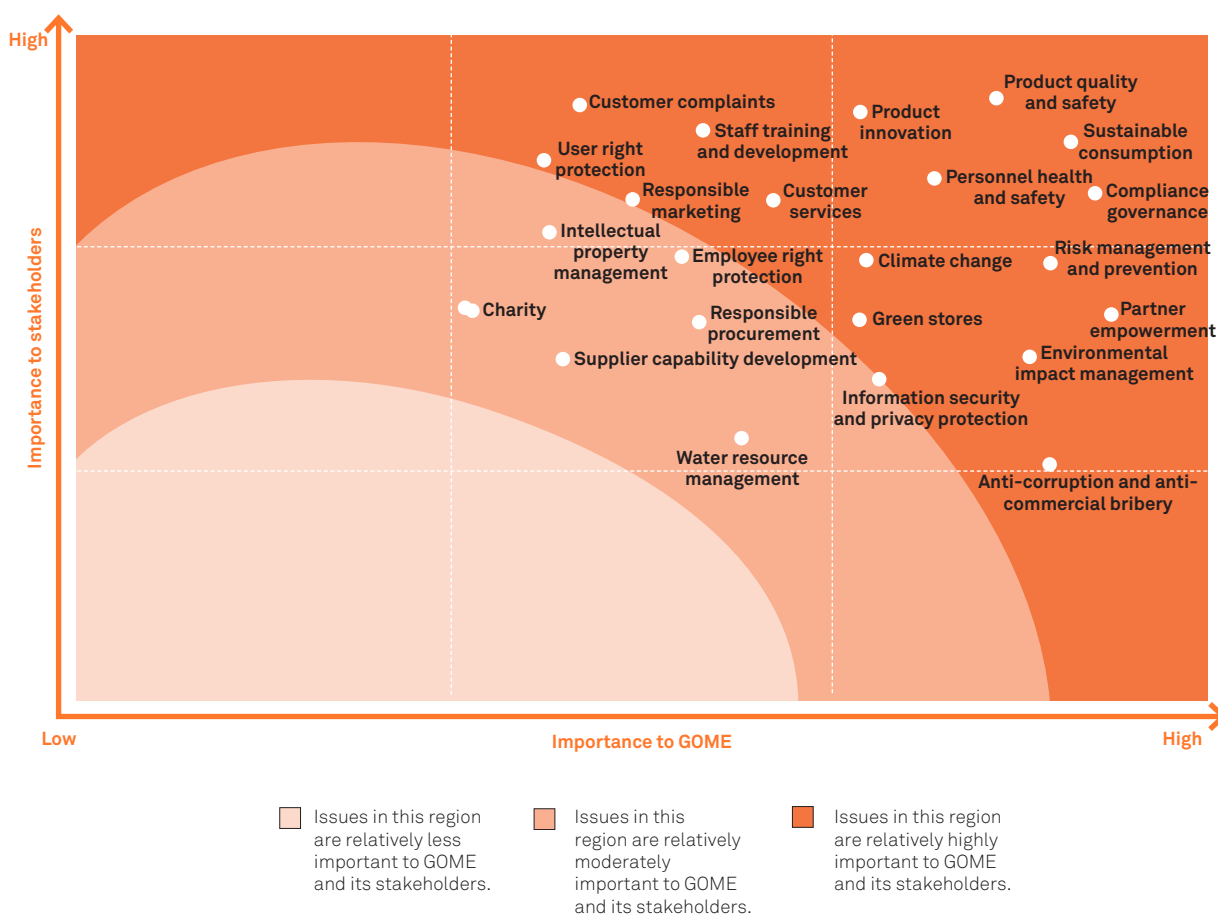 High
Customer complaints
Product quality
and safety
Product
innovation
Staff training
and development
Sustainable
consumption
User right
protection
Responsible
marketing
Customer
services
Personnel health
and safety
Compliance
governance
Intellectual
property
management
Employee right
protection
Climate change
Risk management
and prevention
Charity
Responsible
procurement
Green stores
Partner
empowerment
Supplier capability development
Environmental
impact management
Information security
and privacy protection
Water resource
management
Anti-corruption and anti-
commercial bribery
Importance to stakeholders
Low
Importance to GOME
High
Issues in this region
are relatively less
important to GOME
and its stakeholders.
Issues in this
region are relatively
moderately
important to GOME
and its stakeholders.
Issues in this region
are relatively highly
important to GOME
and its stakeholders.